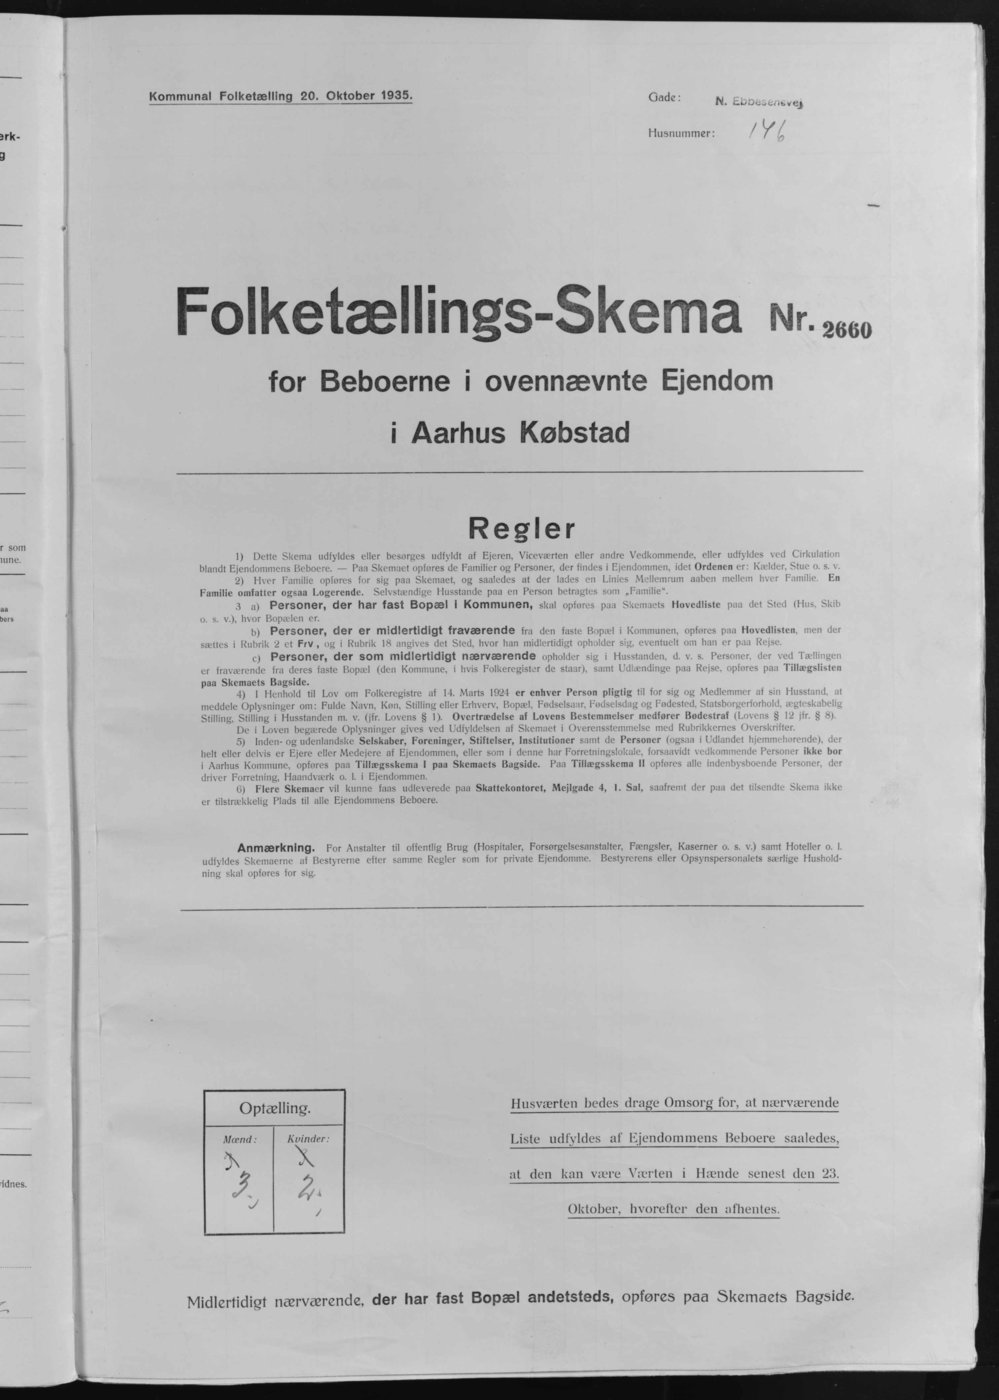 Kommunal Folketælling 20. Oktober 1935.
Gade: N. Ebbesensvej
Husnummer: 146
Folketællings-Skema Nr. 2660
for Beboerne i ovennævnte Ejendom
i Aarhus Købstad
Regler
1) Dette Skema udfyldes eller besørges udfyldt af Ejeren, Viceværten eller andre Vedkommende, eller udfyldes ved Cirkulation
blandt Ejendommens Beboere. — Paa Skemaet opføres de Familier og Personer, der findes i Ejendommen, idet Ordenen er: Kælder, Stue o. s. v.
2) Hver Familie opføres for sig paa Skemaet, og saaledes at der lades en Linies Mellemrum aaben mellem hver Familie. En
Familie omfatter ogsaa Logerende. Selvstændige Husstande paa en Person betragtes som „Familie".
3 a) Personer, der har fast Bopæl i Kommunen, skal opføres paa Skemaets Hovedliste paa det Sted (Hus, Skib
o. s. v.), hvor Bopælen er.
b) Personer, der er midlertidigt fraværende fra den faste Bopæl i Kommunen, opføres paa Hovedlisten, men der
sættes i Rubrik 2 et Frv, og i Rubrik 18 angives det Sted, hvor han midlertidigt opholder sig, eventuelt om han er paa Rejse.
c) Personer, der som midlertidigt nærværende opholder sig i Husstanden, d. v. s. Personer, der ved Tællingen
er fraværende fra deres faste Bopæl (den Kommune, i hvis Folkeregister de staar), samt Udlændinge paa Rejse, opføres paa Tillægslisten
paa Skemaets Bagside.
4) I Henhold til Lov om Folkeregistre af 14. Marts 1924 er enhver Person pligtig til for sig og Medlemmer af sin Husstand, at
meddele Oplysninger om: Fulde Navn, Køn, Stilling eller Erhverv, Bopæl, Fødselsaar, Fødselsdag og Fødested, Statsborgerforhold, ægteskabelig
Stilling, Stilling i Husstanden m. v. (jfr. Lovens § 1). Overtrædelse af Lovens Bestemmelser medfører Bødestraf (Lovens § 12 jfr. § 8).
De i Loven begærede Oplysninger gives ved Udfyldelsen af Skemaet i Overensstemmelse med Rubrikkernes Overskrifter.
5) Inden- og udenlandske Selskaber, Foreninger, Stiftelser, Institutioner samt de Personer (ogsaa i Udlandet hjemmehørende), der
helt eller delvis er Ejere eller Medejere af Ejendommen, eller som i denne har Forretningslokale, forsaavidt vedkommende Personer ikke bor
i Aarhus Kommune, opføres paa Tillægsskema I paa Skemaets Bagside. Paa Tillægsskema II opføres alle indenbysboende Personer, der
driver Forretning, Haandværk o. l. i Ejendommen.
6) Flere Skemaer vil kunne faas udleverede paa Skattekontoret, Mejlgade 4, 1. Sal, saafremt der paa det tilsendte Skema ikke
er tilstrækkelig Plads til alle Ejendommens Beboere.
Anmærkning. For Anstalter til offentlig Brug (Hospitaler, Forsørgelsesanstalter, Fængsler, Kaserner o. s. v.) samt Hoteller o. l.
udfyldes Skemaerne af Bestyrerne efter samme Regler som for private Ejendomme. Bestyrerens eller Opsynspersonalets særlige Hushold-
ning skal opføres for sig.
Optælling.
Mænd: Kvinder:
3 2
Husværten bedes drage Omsorg for, at nærværende
Liste udfyldes af Ejendommens Beboere saaledes,
at den kan være Værten i Hænde senest den 23.
Oktober, hvorefter den afhentes.
Midlertidigt nærværende, der har fast Bopæl andetsteds, opføres paa Skemaets Bagside.